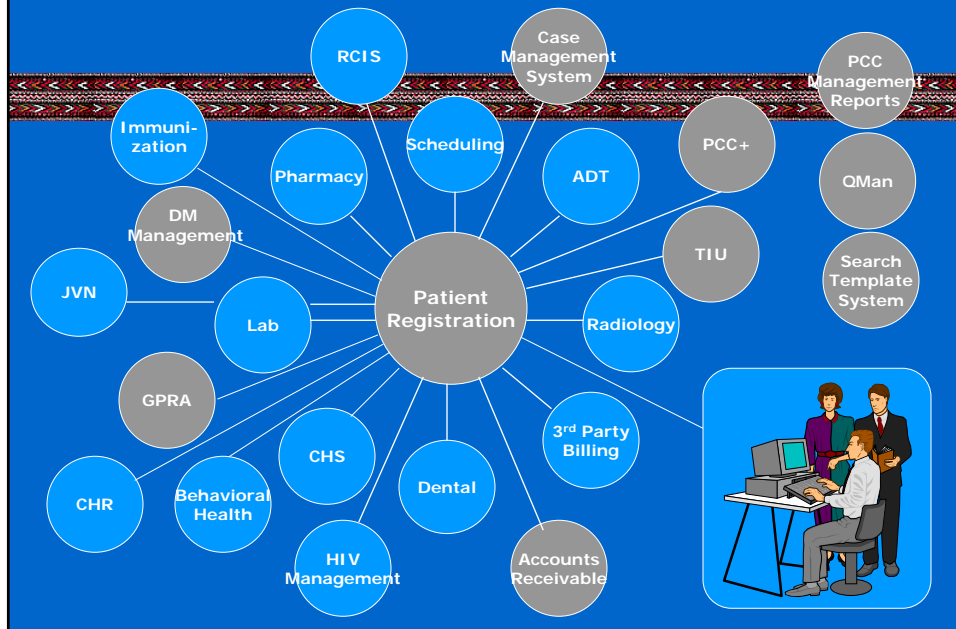 RCIS
Case
Management
System
PCC
Management
Reports
Immuni-
zation
Pharmacy
Scheduling
ADT
PCC+
QMan
DM
Management
TIU
Search
Template
System
JVN
Lab
Patient
Registration
Radiology
GPRA
CHS
3rd Party
Billing
CHR
Behavioral
Health
Dental
HIV
Management
Accounts
Receivable